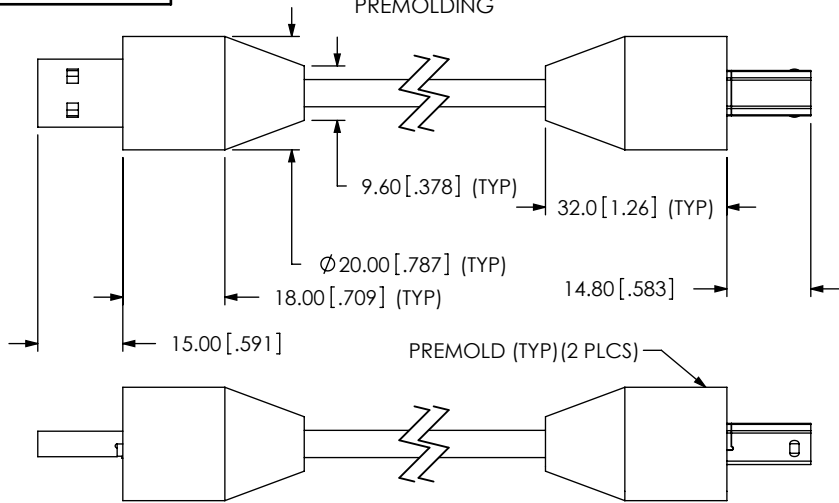 PREMOLDING
9.60 [.378] (TYP)
32.0 [1.26] (TYP)
Ø 20.00 [.787] (TYP)
18.00 [.709] (TYP)
14.80 [.583]
15.00 [.591]
PREMOLD (TYP)(2 PLCS)